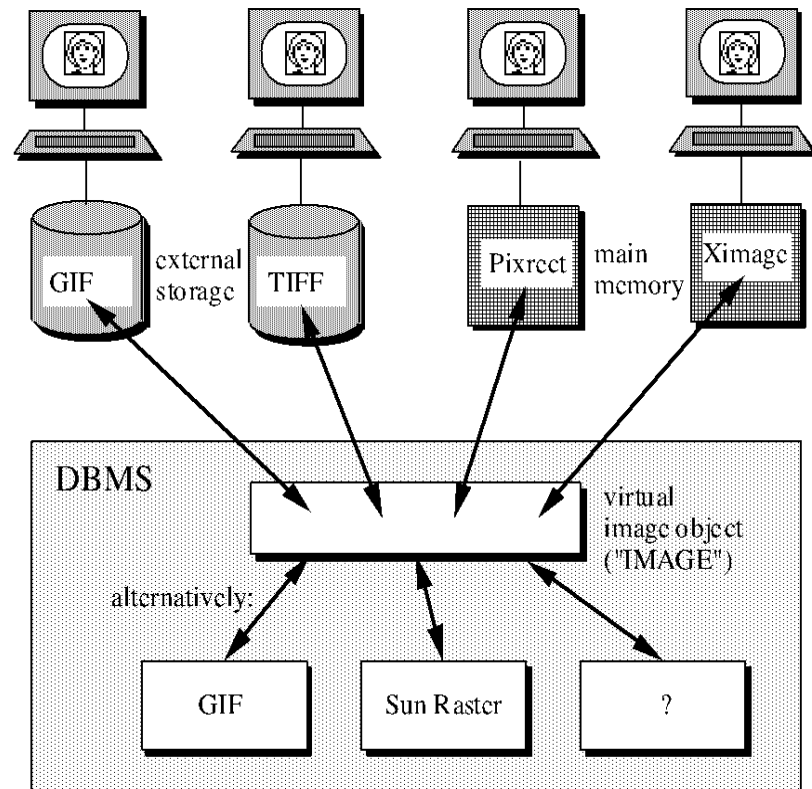 GIF
external
storage
TIFF
Pixrect
main
memory
Ximage
DBMS
virtual
image object
("IMAGE")
alternatively:
GIF
Sun Raster
?